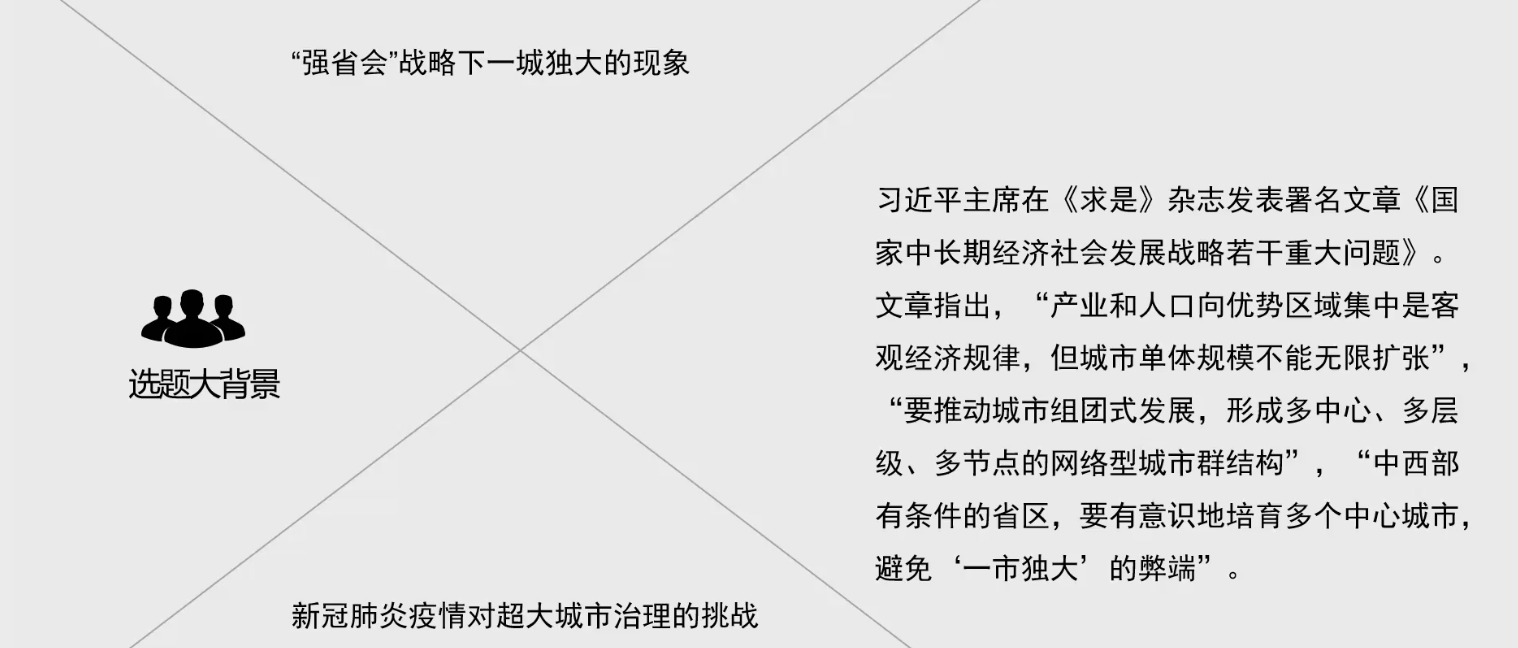 “强省会”战略下一城独大的现象
选题大背景
习近平主席在《求是》杂志发表署名文章《国
家中长期经济社会发展战略若干重大问题》。
文章指出，“产业和人口向优势区域集中是客
观经济规律，但城市单体规模不能无限扩张”，
“要推动城市组团式发展，形成多中心、多层
级、多节点的网络型城市群结构”，“中西部
有条件的省区，要有意识地培育多个中心城市，
避免‘一市独大’的弊端”。
新冠肺炎疫情对超大城市治理的挑战